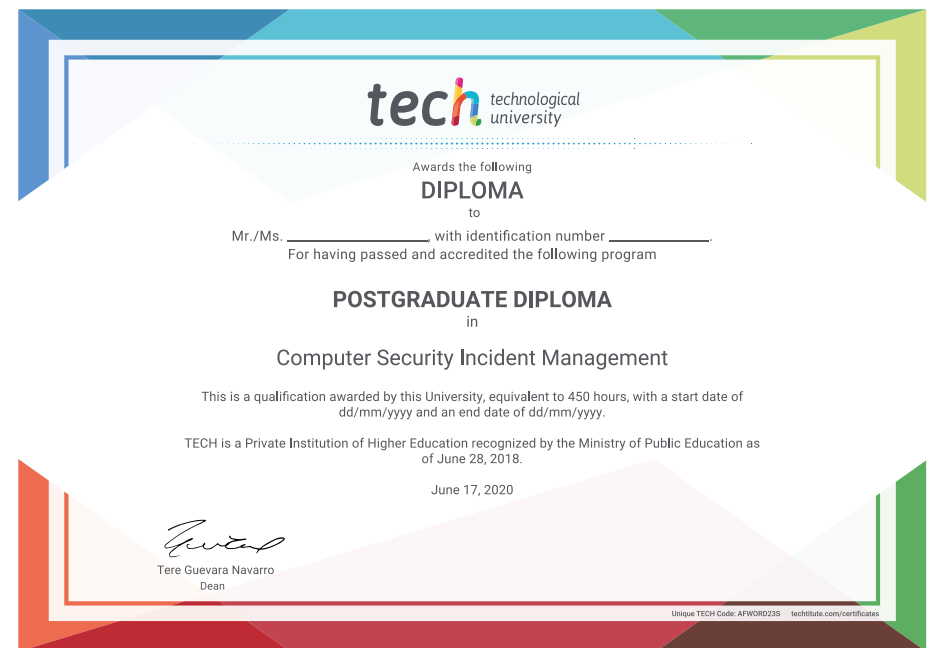 tech technological
university
Awards the following
DIPLOMA
to
Mr./Ms. ____________________, with identification number ______________.
For having passed and accredited the following program
POSTGRADUATE DIPLOMA
in
Computer Security Incident Management
This is a qualification awarded by this University, equivalent to 450 hours, with a start date of
dd/mm/yyyy and an end date of dd/mm/yyyy.
TECH is a Private Institution of Higher Education recognized by the Ministry of Public Education as
of June 28, 2018.
June 17, 2020
Tere Guevara Navarro
Dean
Unique TECH Code: AFWORD23S techtitute.com/certificates